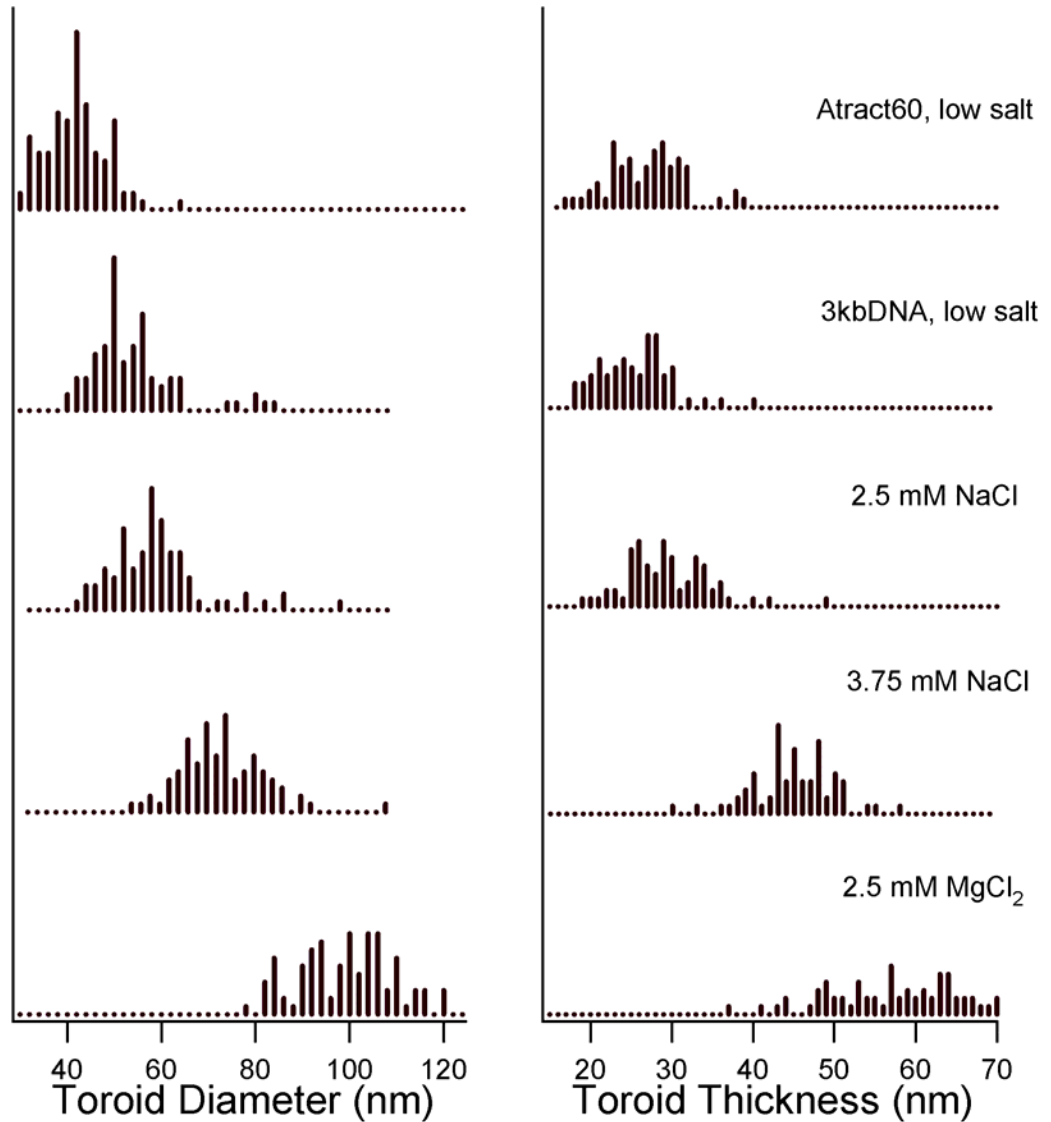 Atract60, low salt
3kbDNA, low salt
2.5 mM NaCl
3.75 mM NaCl
2.5 mM MgCl₂
40 60 80 100 120
Toroid Diameter (nm)
20 30 40 50 60 70
Toroid Thickness (nm)